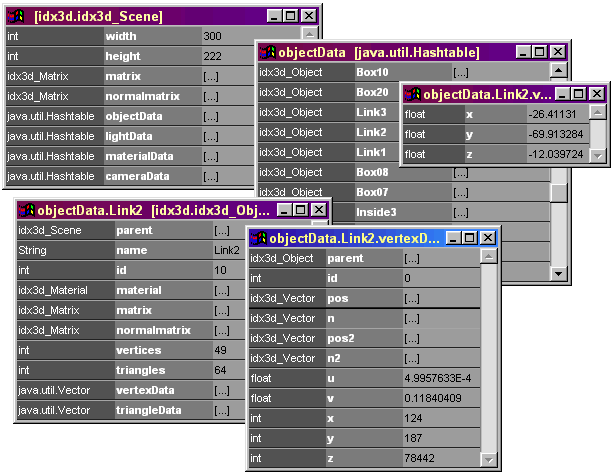 [idx3d.idx3d_Scene]
int width 300
int height 222
idx3d_Matrix matrix [...]
idx3d_Matrix normalmatrix [...]
java.util.Hashtable objectData [...]
java.util.Hashtable lightData [...]
java.util.Hashtable materialData [...]
java.util.Hashtable cameraData [...]
objectData [java.util.Hashtable]
idx3d_Object Box10 [...]
idx3d_Object Box20 [...]
idx3d_Object Link3
idx3d_Object Link2
idx3d_Object Link1
idx3d_Object Box08 [...]
idx3d_Object Box07 [...]
Inside3 [...]
objectData.Link2.v...
float x -26.41131
float y -69.913284
float z -12.039724
objectData.Link2 [idx3d.idx3d_Obj...
idx3d_Scene parent [...]
String name Link2
int id 10
idx3d_Material material [...]
idx3d_Matrix matrix [...]
idx3d_Matrix normalmatrix [...]
int vertices 49
int triangles 64
java.util.Vector vertexData [...]
java.util.Vector triangleData [...]
objectData.Link2.vertexD...
idx3d_Object parent [...]
int id 0
idx3d_Vector pos [...]
idx3d_Vector n [...]
idx3d_Vector pos2 [...]
idx3d_Vector n2 [...]
float u 4.9957633E-4
float v 0.11840409
int x 124
int y 187
int z 78442